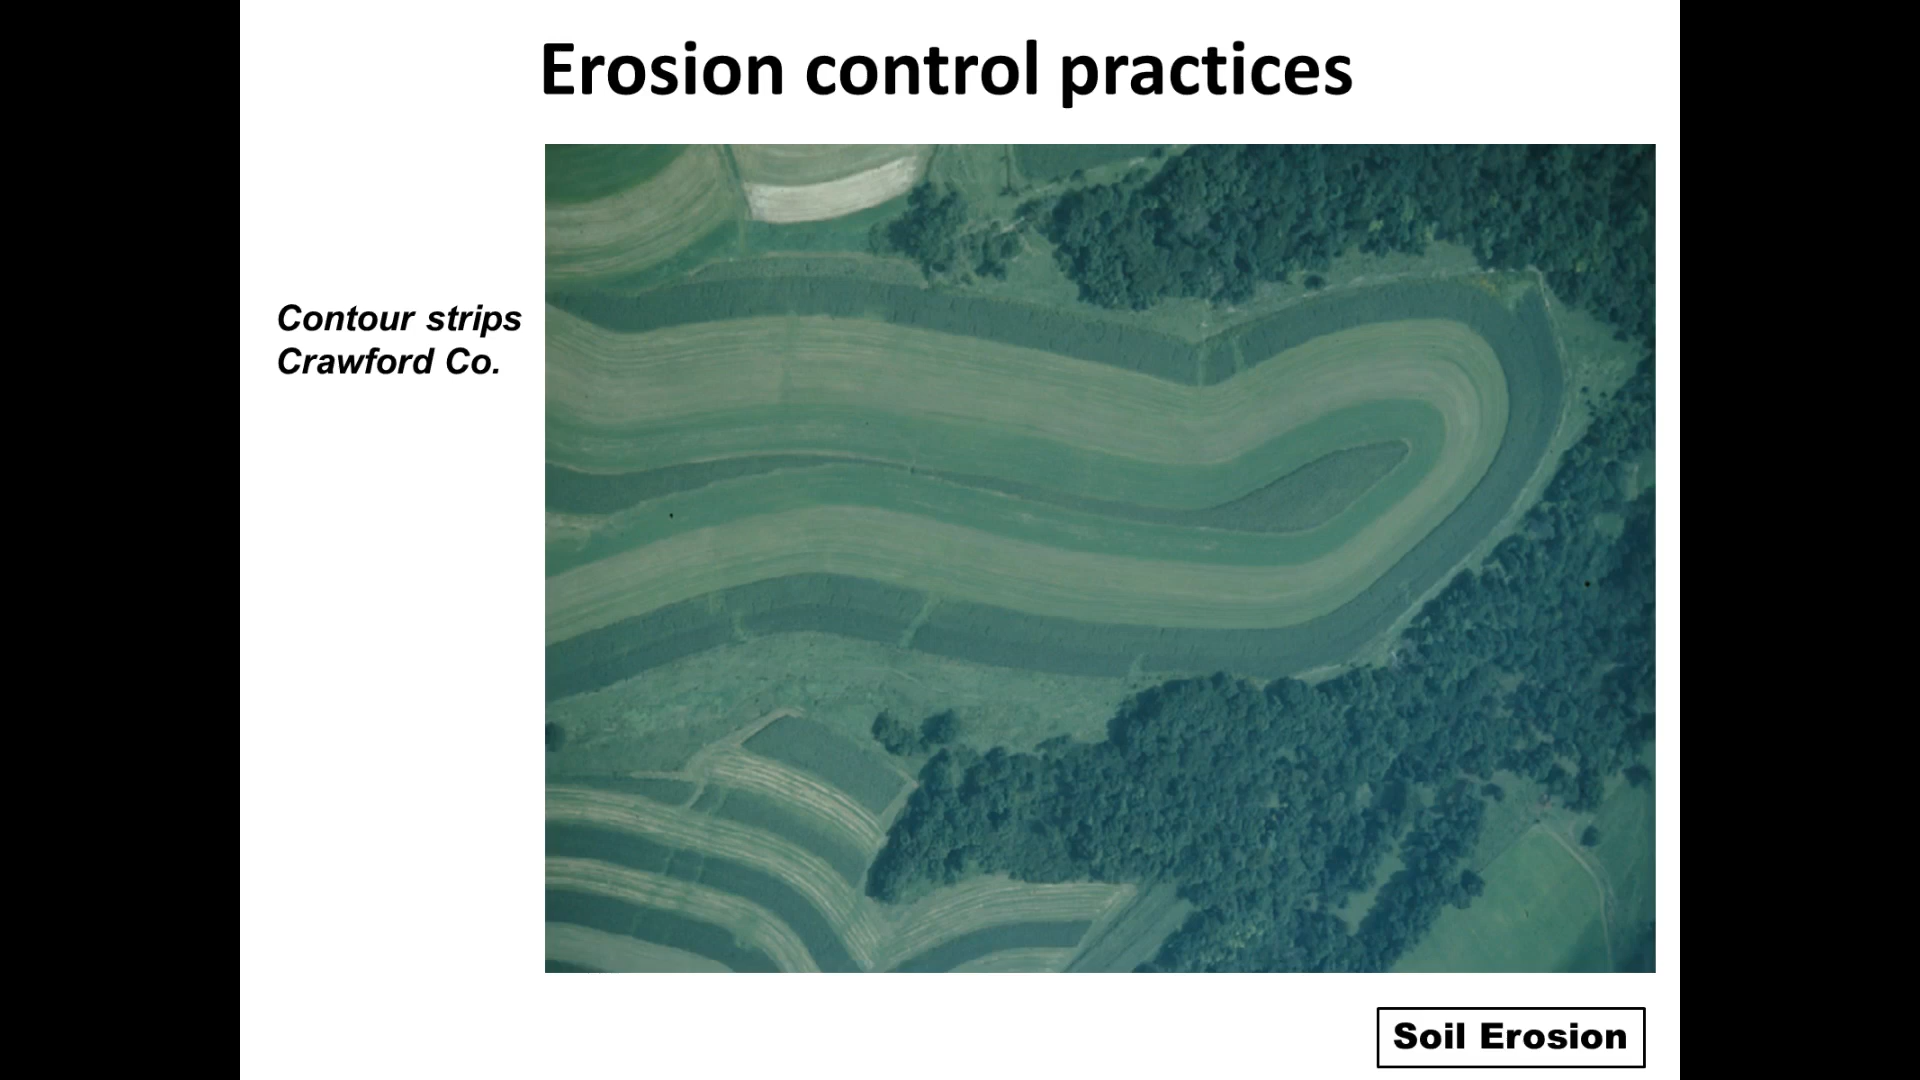 Erosion control practices
Contour strips
Crawford Co.
Soil Erosion